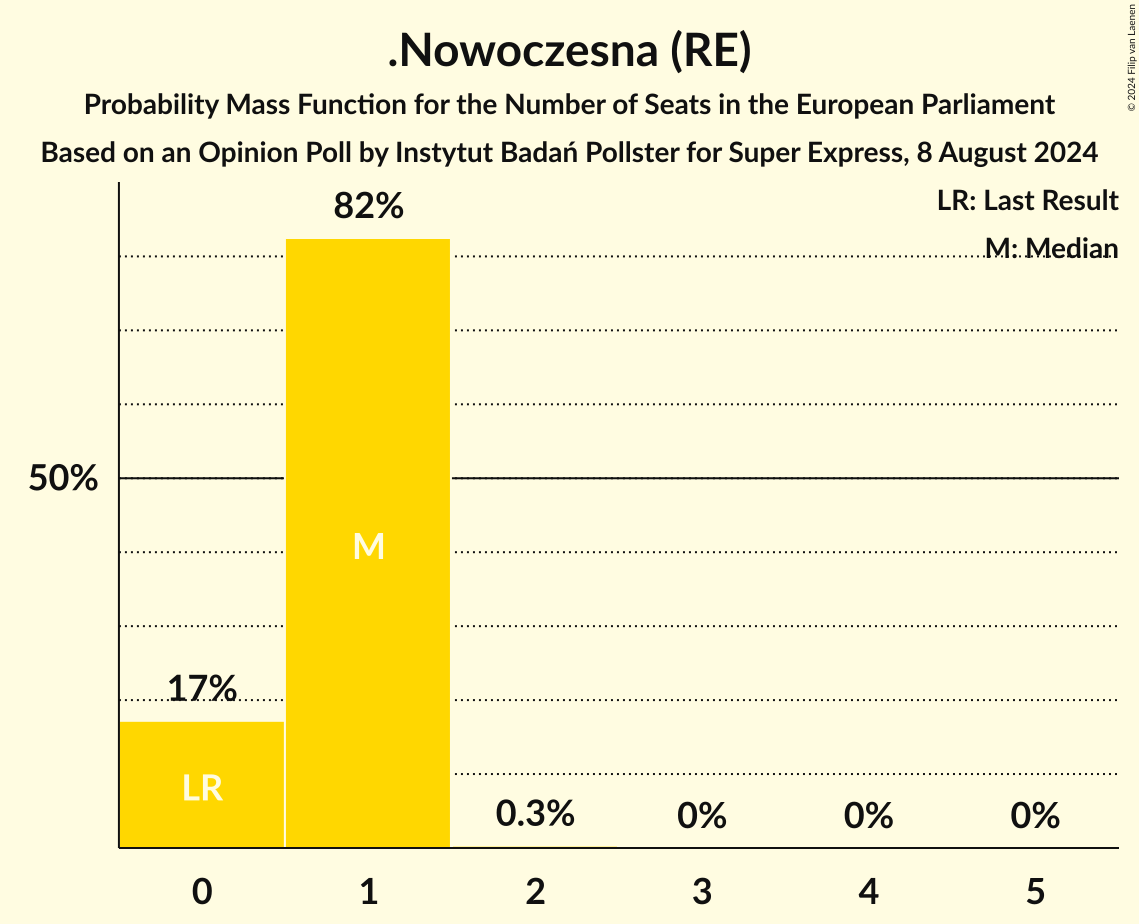 .Nowoczesna (RE)
Probability Mass Function for the Number of Seats in the European Parliament
Based on an Opinion Poll by Instytut Badań Pollster for Super Express, 8 August 2024
© 2024 Filip van Laenen
LR: Last Result
M: Median
82%
50%
M
17%
LR
0.3%
0%
0%
0%
0
1
2
3
4
5